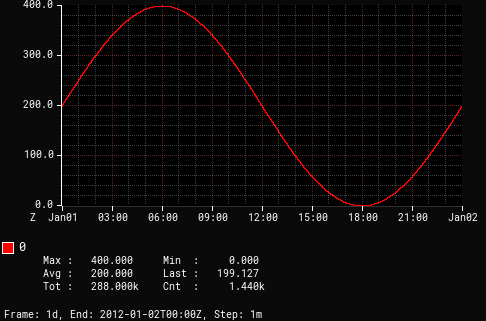 400.0
300.0
200.0
100.0
0.0
Z Jan01 03:00 06:00 09:00 12:00 15:00 18:00 21:00 Jan02
0
Max : 400.000 Min : 0.000
Avg : 200.000 Last : 199.127
Tot : 288.000k Cnt : 1.440k
Frame: 1d, End: 2012-01-02T00:00Z, Step: 1m